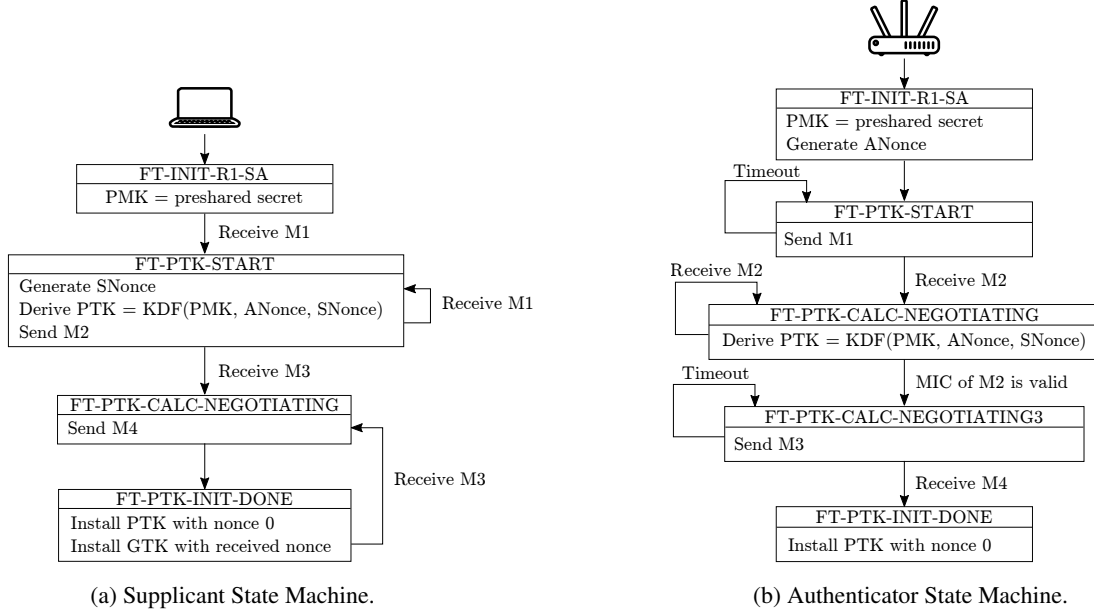 FT-INIT-R1-SA
PMK = preshared secret
Receive M1
FT-PTK-START
Generate SNonce
Derive PTK = KDF(PMK, ANonce, SNonce)
Send M2
Receive M1
Receive M3
FT-PTK-CALC-NEGOTIATING
Send M4
Receive M3
FT-PTK-INIT-DONE
Install PTK with nonce 0
Install GTK with received nonce
(a) Supplicant State Machine.
FT-INIT-R1-SA
PMK = preshared secret
Generate ANonce
Timeout
FT-PTK-START
Send M1
Receive M2
Receive M2
FT-PTK-CALC-NEGOTIATING
Derive PTK = KDF(PMK, ANonce, SNonce)
Timeout
MIC of M2 is valid
FT-PTK-CALC-NEGOTIATING3
Send M3
Receive M4
FT-PTK-INIT-DONE
Install PTK with nonce 0
(b) Authenticator State Machine.